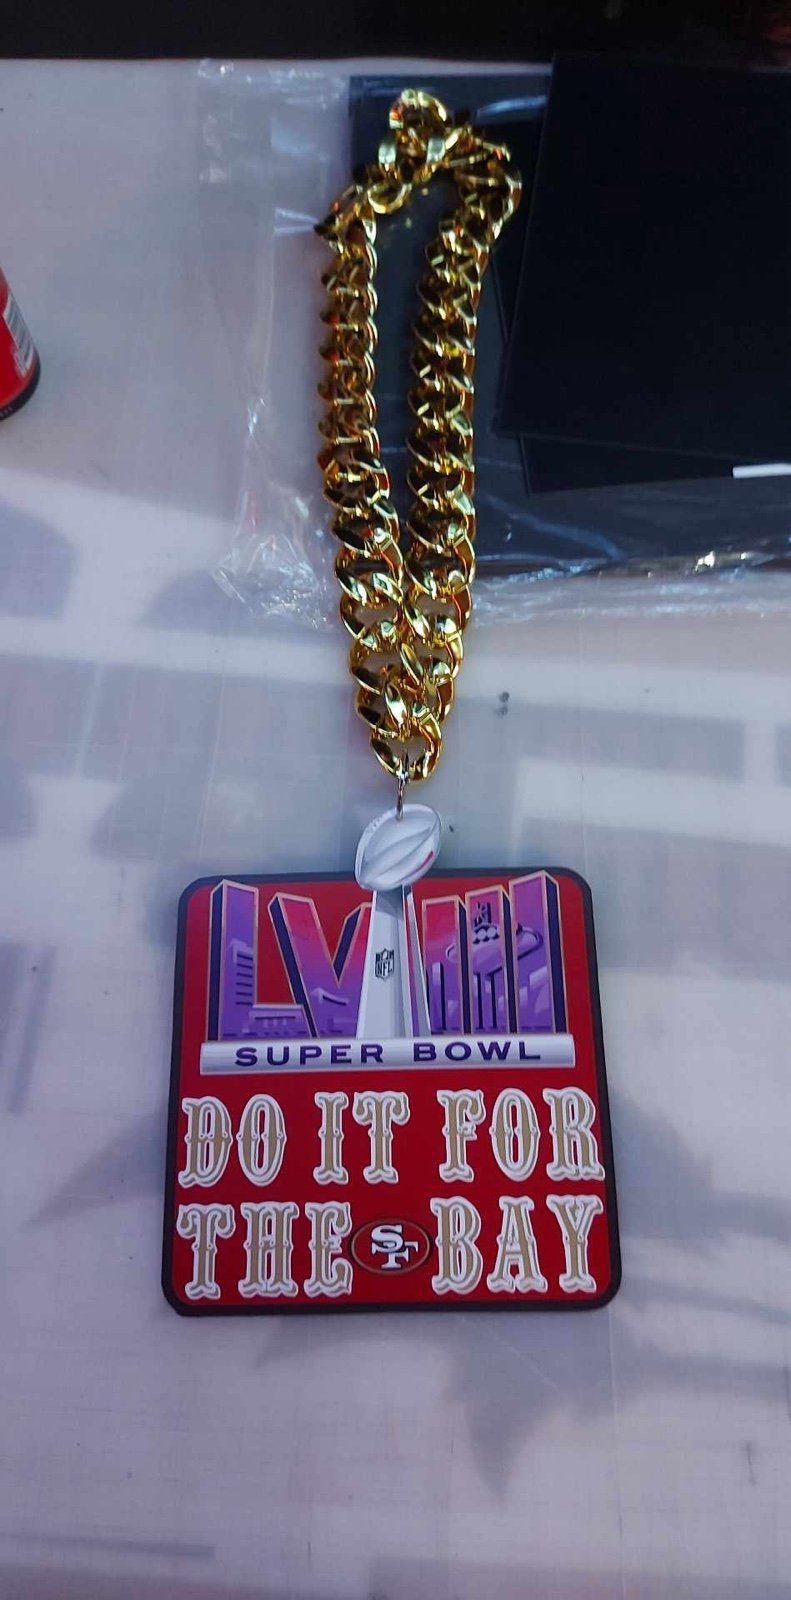 LVIII
NFL
SUPER BOWL
DO IT FOR
THE SF BAY